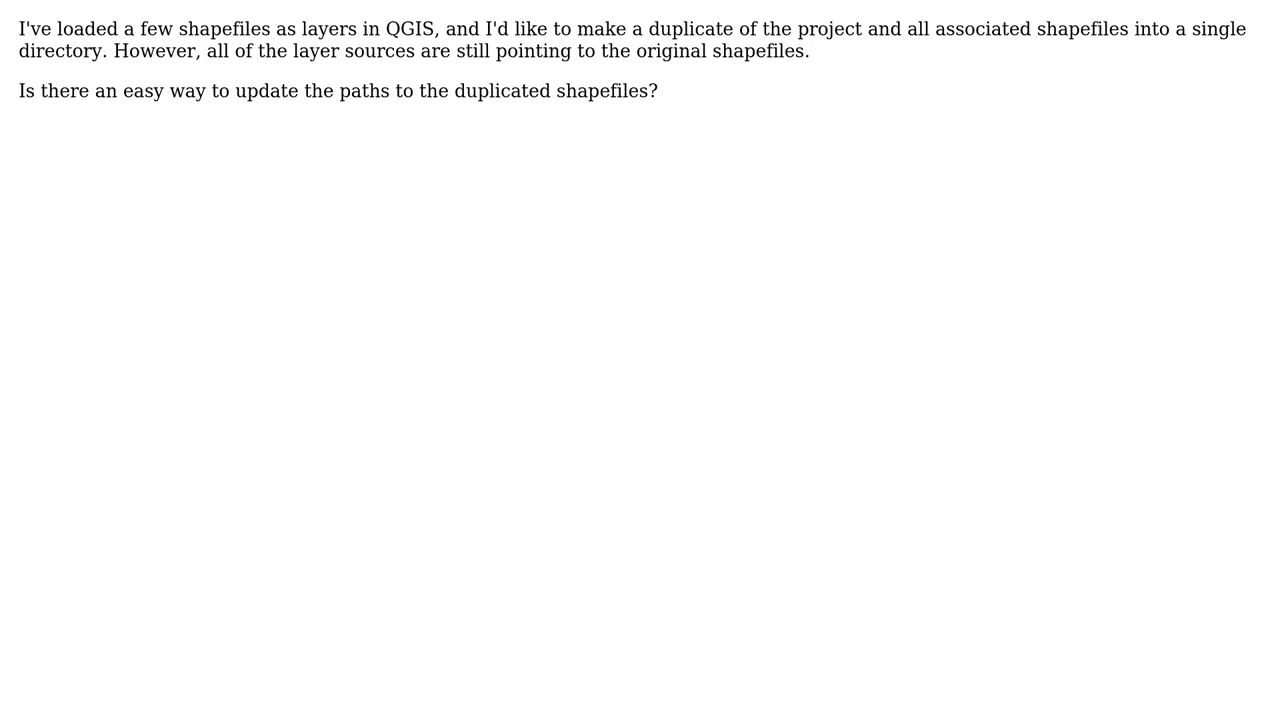 I've loaded a few shapefiles as layers in QGIS, and I'd like to make a duplicate of the project and all associated shapefiles into a single
directory. However, all of the layer sources are still pointing to the original shapefiles.
Is there an easy way to update the paths to the duplicated shapefiles?